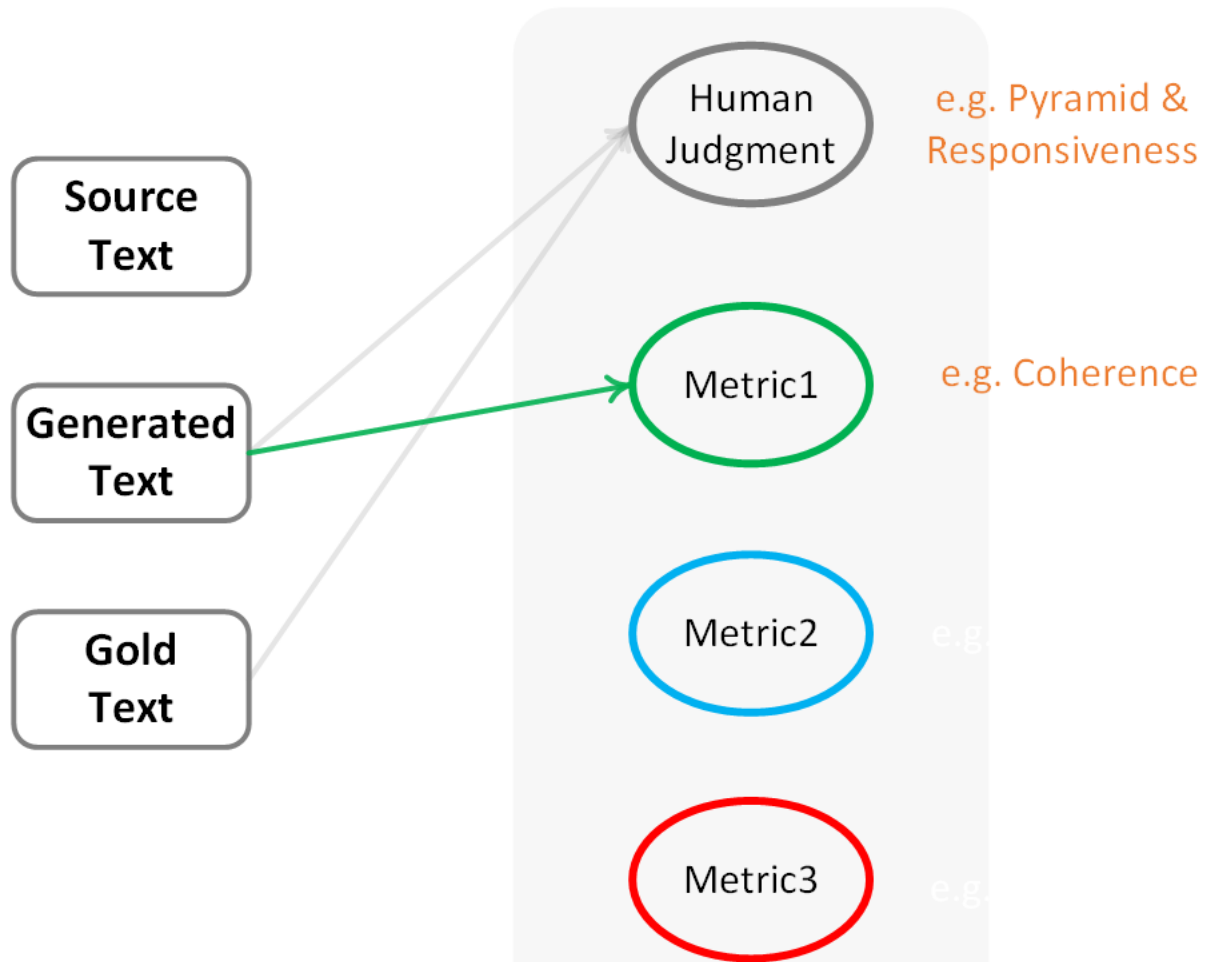 Source
Text
Generated
Text
Gold
Text
Human
Judgment
Metric1
Metric2
Metric3
e.g. Pyramid &
Responsiveness
e.g. Coherence
e.g.
e.g.